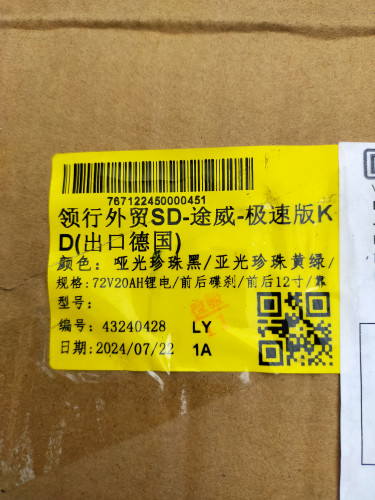 767122450000451
领行外贸SD-途威-极速版K
D(出口德国)
颜色：哑光珍珠黑/亚光珍珠黄绿/
规格:72V20AH锂电/前后碟刹/前后12寸/靠
型号:
编号: 43240428 LY
日期: 2024/07/22 1A